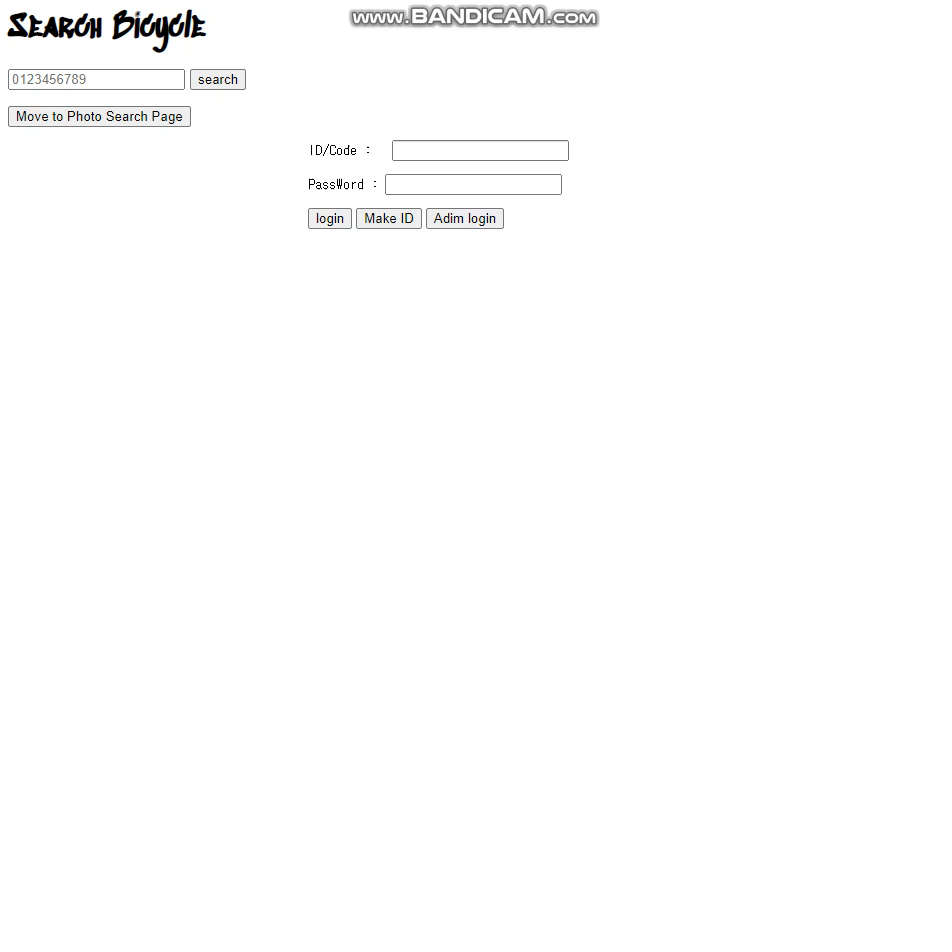 Search Bicycle
www.BANDICAM.com
0123456789 search
Move to Photo Search Page
ID/Code :
PassWord :
login Make ID Adim login